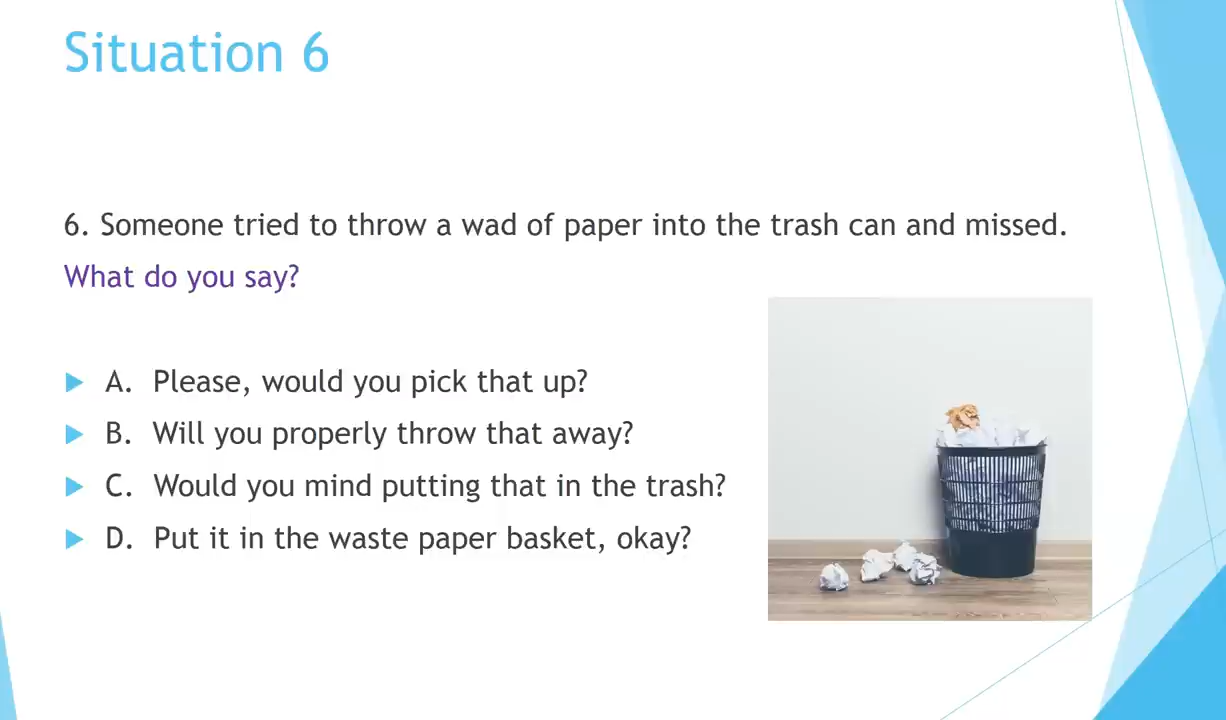 Situation 6
6. Someone tried to throw a wad of paper into the trash can and missed.
What do you say?
A. Please, would you pick that up?
B. Will you properly throw that away?
C. Would you mind putting that in the trash?
D. Put it in the waste paper basket, okay?